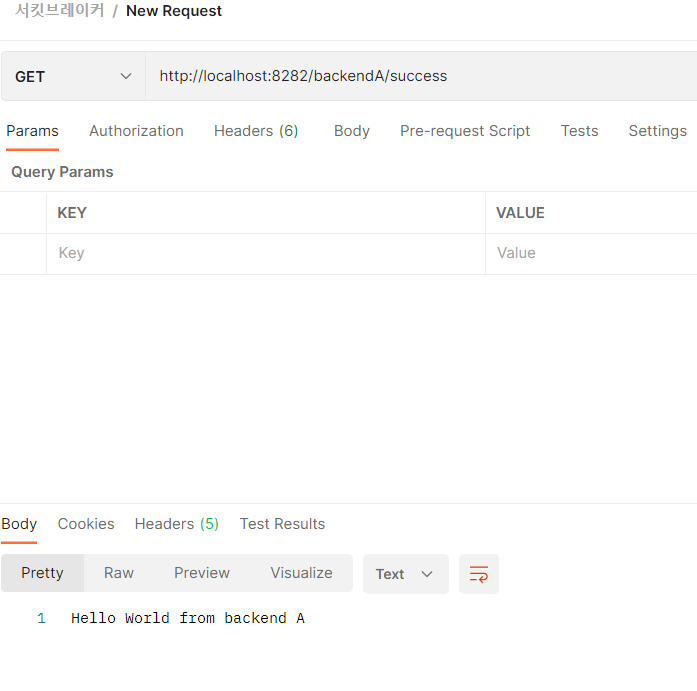 서킷브레이커 / New Request
GET http://localhost:8282/backendA/success
Params Authorization Headers (6) Body Pre-request Script Tests Settings
Query Params
KEY VALUE
Key Value
Body Cookies Headers (5) Test Results
Pretty Raw Preview Visualize Text
1 Hello World from backend A